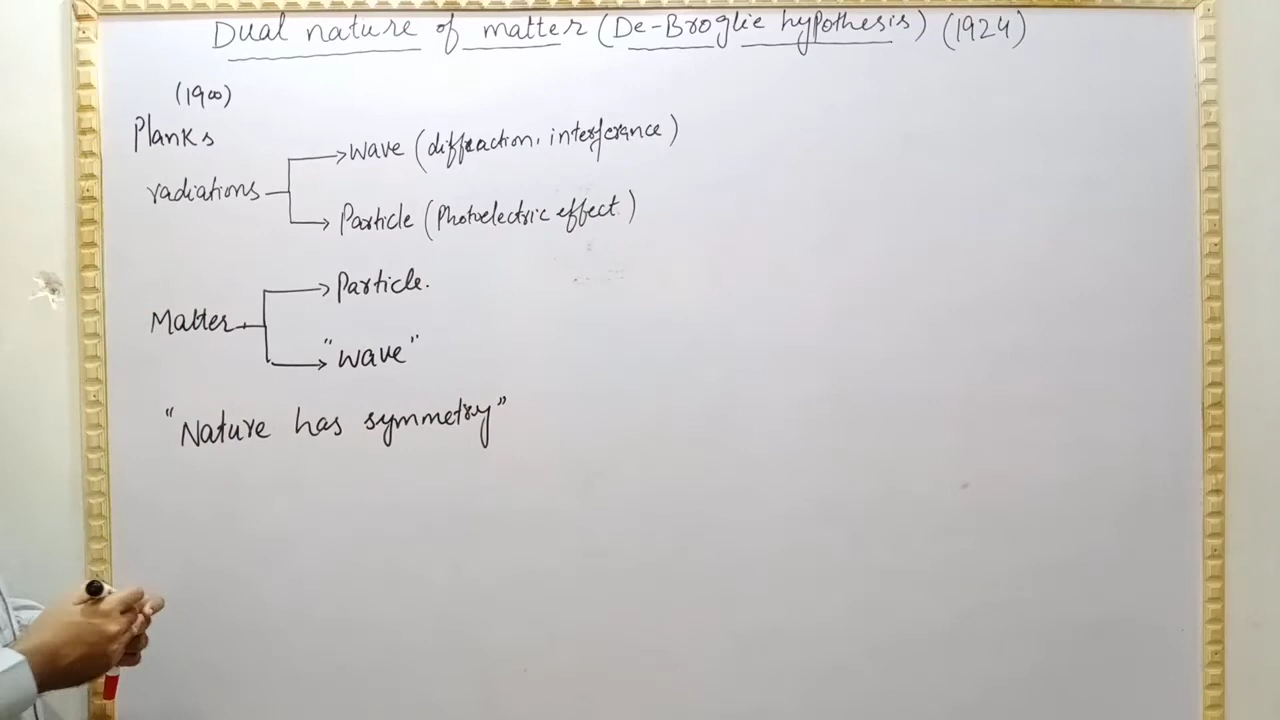 Dual nature of matter (De-Broglie hypothesis) (1924)
(1900)
Planks
radiations
wave (diffraction, interferance)
Particle (Photoelectric effect)
Matter
Particle.
"wave"
"Nature has symmetry"